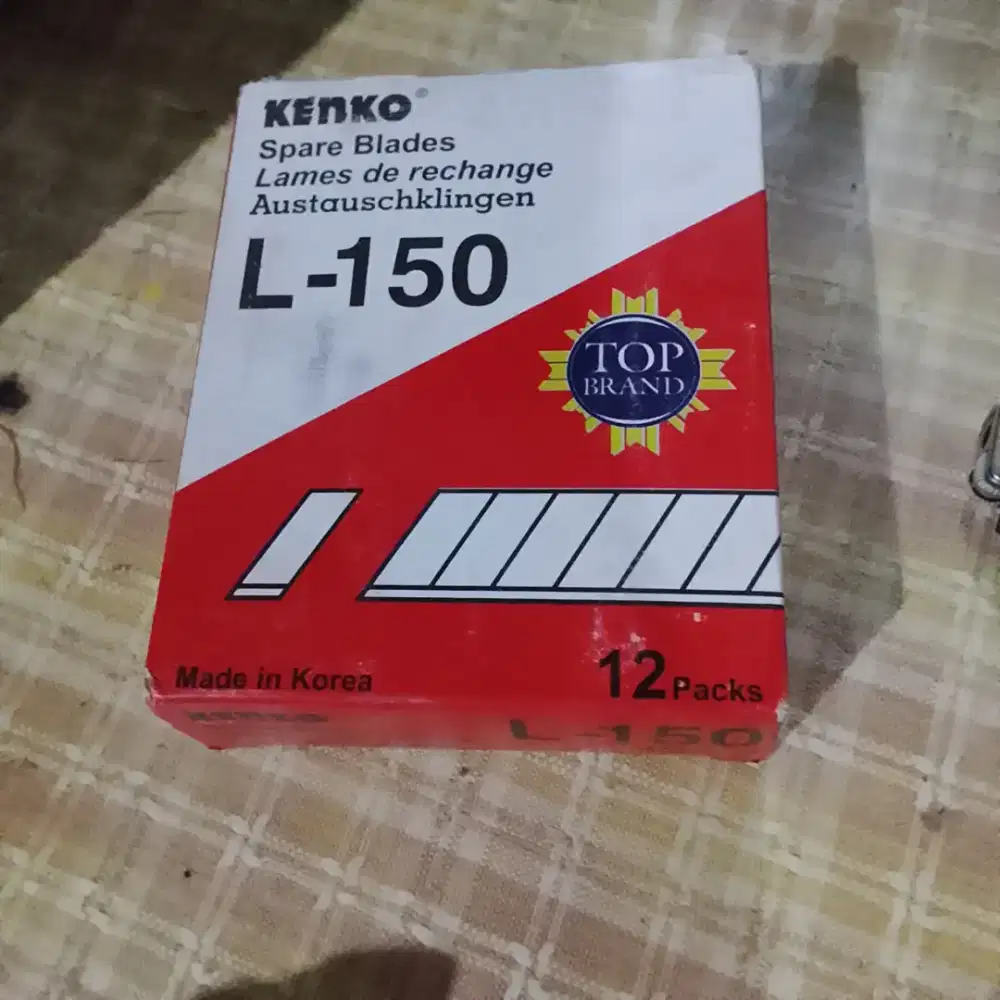 KENKO®
Spare Blades
Lames de rechange
Austauschklingen
L-150
TOP
BRAND
Made in Korea
12 Packs
KENKO
L-150